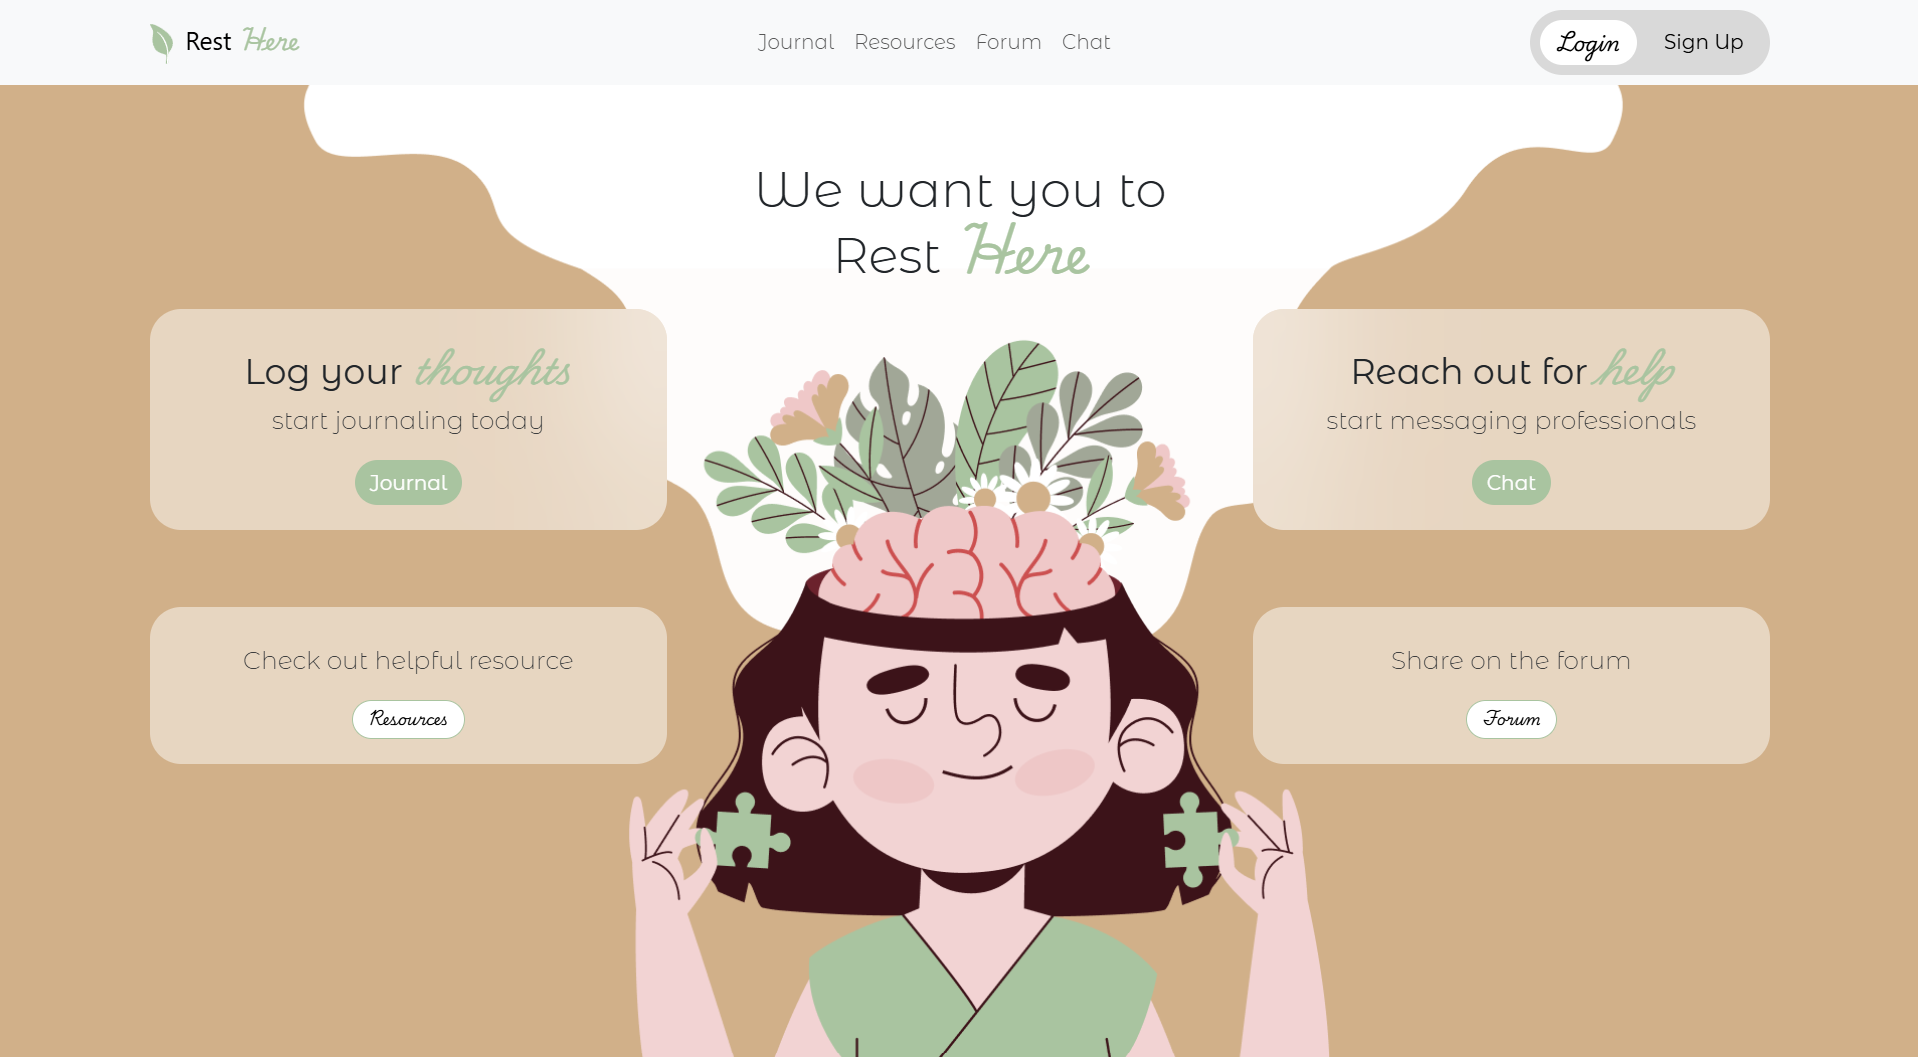 Rest Here
Journal Resources Forum Chat
Login Sign Up
We want you to
Rest Here
Log your thoughts
start journaling today
Journal
Reach out for help
start messaging professionals
Chat
Check out helpful resource
Resources
Share on the forum
Forum